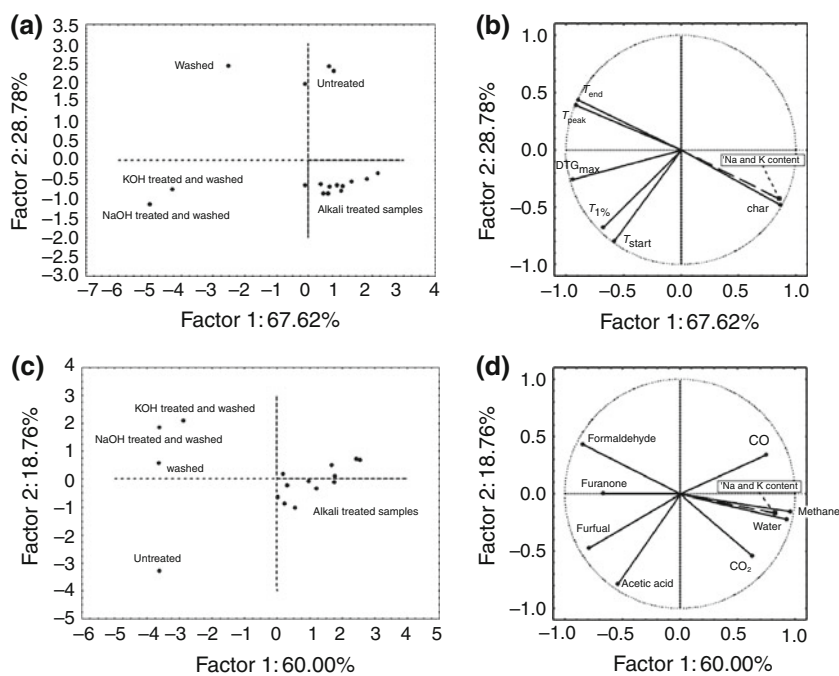 (a)
3.5
3.0
2.5
2.0
1.5
1.0
0.5
0.0
−0.5
−1.0
−1.5
−2.0
−2.5
−3.0
Factor 2: 28.78%
Washed
Untreated
KOH treated and washed
NaOH treated and washed
Alkali treated samples
−7 −6 −5 −4 −3 −2 −1 0 1 2 3 4
Factor 1: 67.62%
(b)
1.0
0.5
0.0
−0.5
−1.0
Factor 2: 28.78%
Tend
Tpeak
DTGmax
T1%
Tstart
'Na and K content
char
−1.0 −0.5 0.0 0.5 1.0
Factor 1: 67.62%
(c)
4
3
2
1
0
−1
−2
−3
−4
−5
Factor 2: 18.76%
KOH treated and washed
NaOH treated and washed
washed
Alkali treated samples
Untreated
−6 −5 −4 −3 −2 −1 0 1 2 3 4 5
Factor 1: 60.00%
(d)
1.0
0.5
0.0
−0.5
−1.0
Factor 2: 18.76%
Formaldehyde
CO
Furanone
'Na and K content
Methane
Water
Furfual
CO₂
Acetic acid
−1.0 −0.5 0.0 0.5 1.0
Factor 1: 60.00%